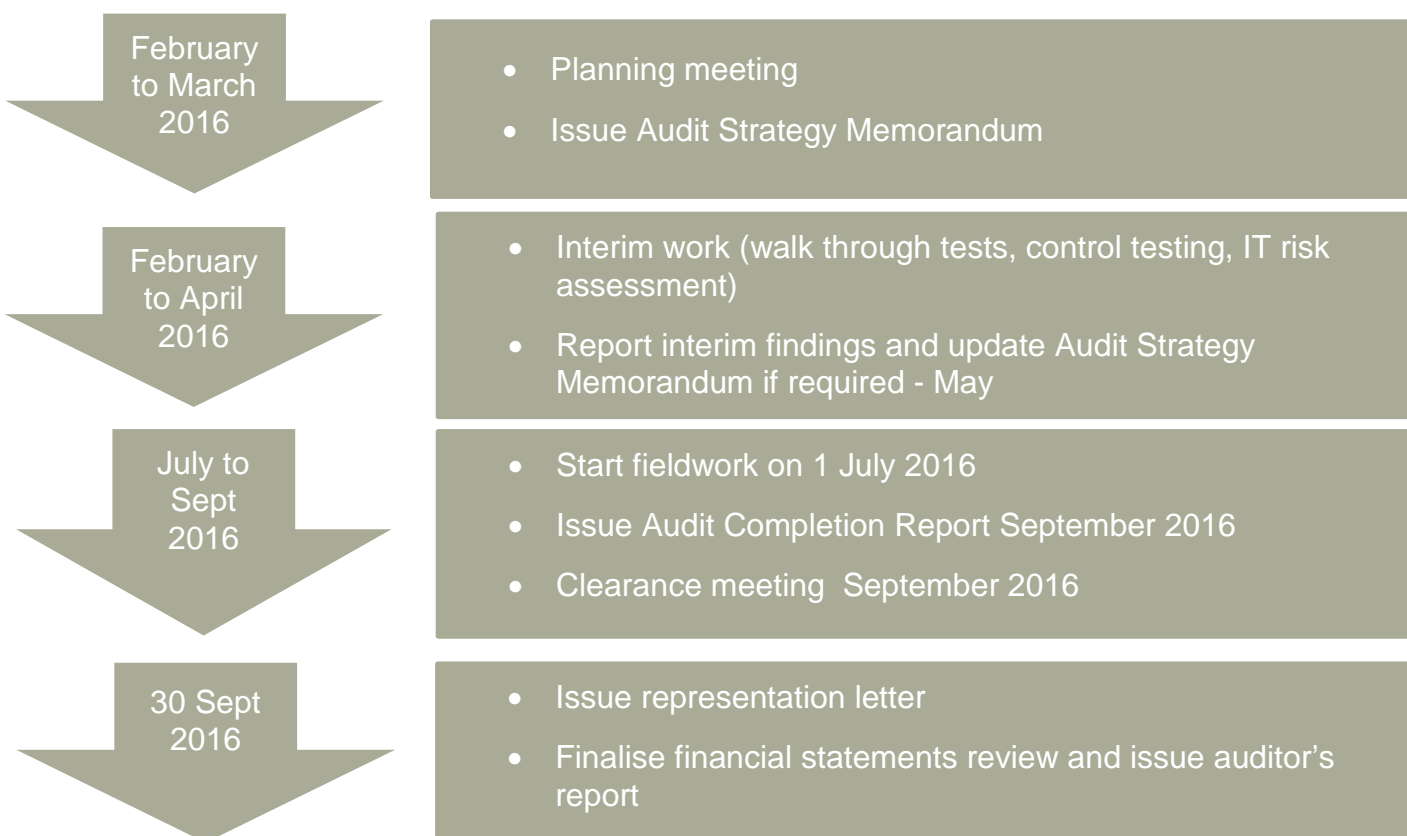 February
to March
2016
• Planning meeting
• Issue Audit Strategy Memorandum
February
to April
2016
• Interim work (walk through tests, control testing, IT risk
assessment)
• Report interim findings and update Audit Strategy
Memorandum if required - May
July to
Sept
2016
• Start fieldwork on 1 July 2016
• Issue Audit Completion Report September 2016
• Clearance meeting  September 2016
30 Sept
2016
• Issue representation letter
• Finalise financial statements review and issue auditor’s
report